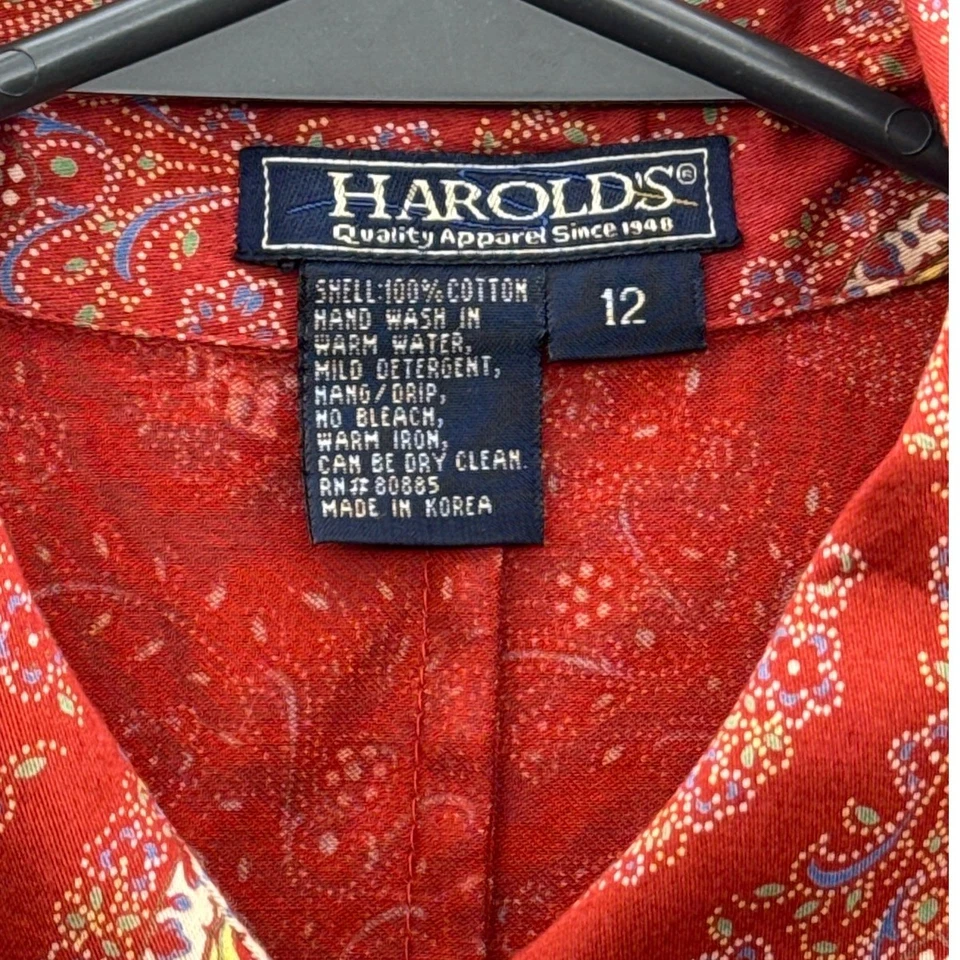 HAROLD'S®
Quality Apparel Since 1948
12
SHELL:100% COTTON
HAND WASH IN
WARM WATER,
MILD DETERGENT,
HANG/DRIP,
NO BLEACH,
WARM IRON,
CAN BE DRY CLEAN.
RN# 80885
MADE IN KOREA